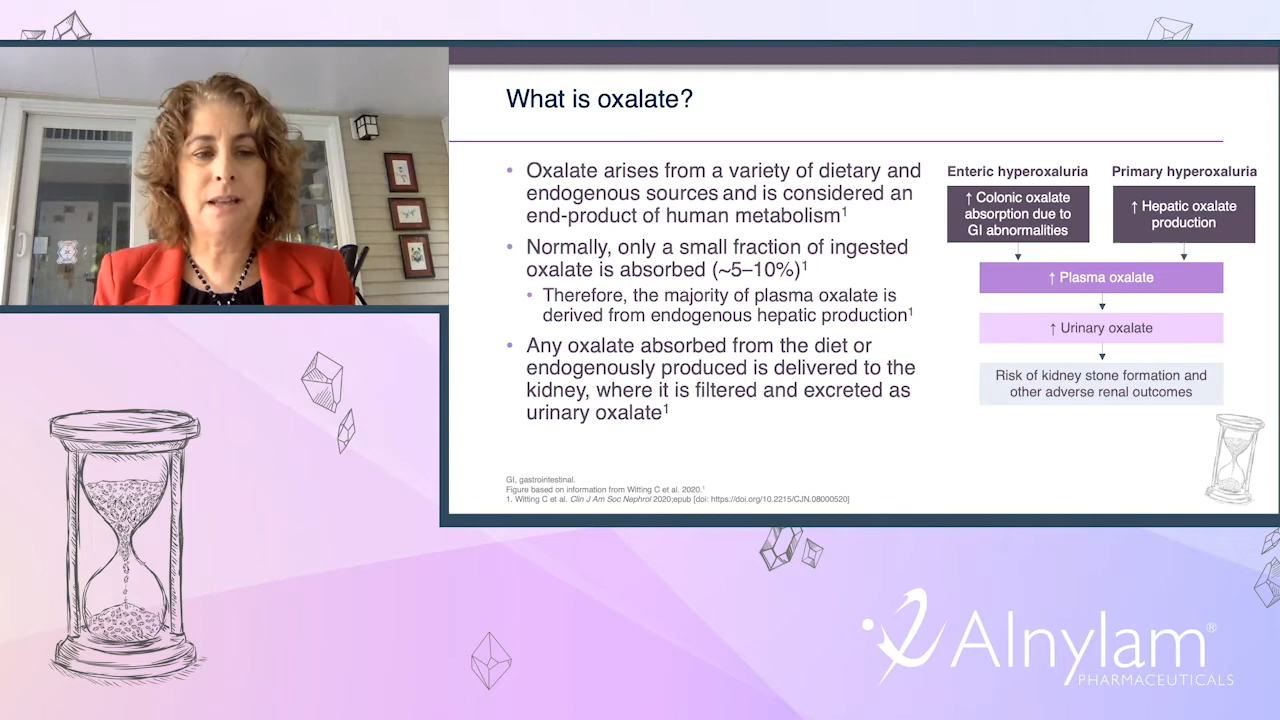 What is oxalate?
• Oxalate arises from a variety of dietary and
endogenous sources and is considered an
end-product of human metabolism1
• Normally, only a small fraction of ingested
oxalate is absorbed (~5–10%)1
• Therefore, the majority of plasma oxalate is
derived from endogenous hepatic production1
• Any oxalate absorbed from the diet or
endogenously produced is delivered to the
kidney, where it is filtered and excreted as
urinary oxalate1
Enteric hyperoxaluria
↑ Colonic oxalate
absorption due to
GI abnormalities
Primary hyperoxaluria
↑ Hepatic oxalate
production
↑ Plasma oxalate
↑ Urinary oxalate
Risk of kidney stone formation and
other adverse renal outcomes
GI, gastrointestinal.
Figure based on information from Witting C et al. 2020.1
1. Witting C et al. Clin J Am Soc Nephrol 2020;epub [doi: https://doi.org/10.2215/CJN.08000520]
Alnylam®
PHARMACEUTICALS